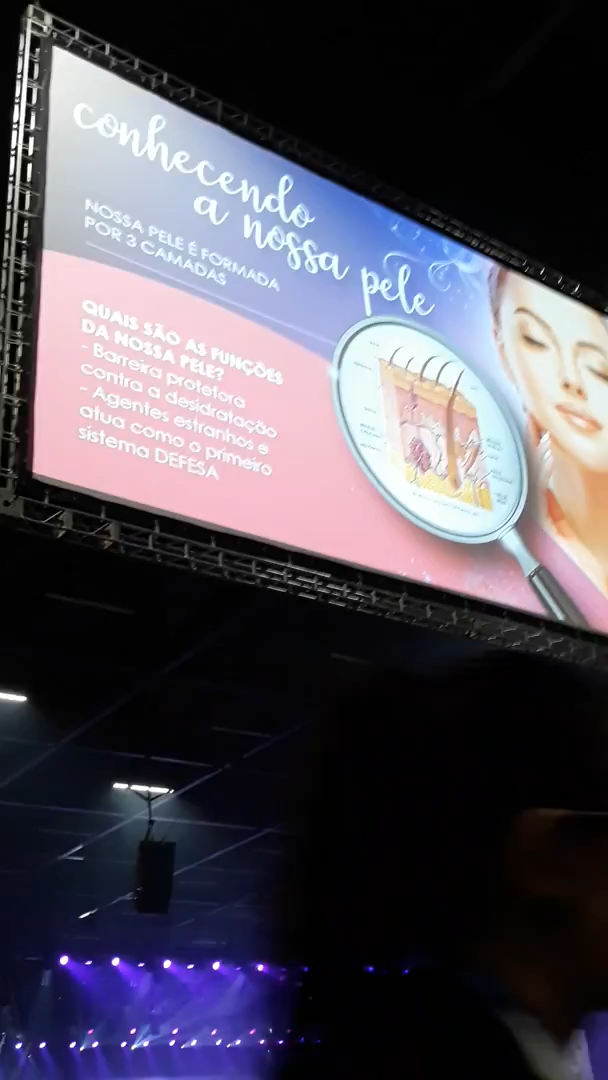 conhecendo
a nossa pele
NOSSA PELE É FORMADA
POR 3 CAMADAS
QUAIS SÃO AS FUNÇÕES
DA NOSSA PELE?
- Barreira protetora
contra a desidratação
- Agentes estranhos e
atua como o primeiro
sistema DEFESA